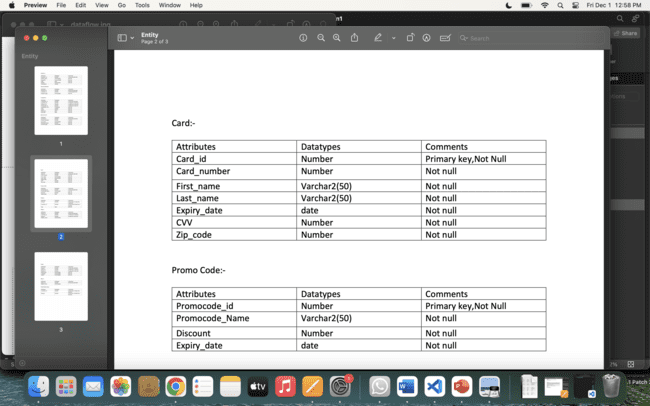 Preview File Edit View Go Tools Window Help Fri Dec 1 12:58 PM
dataflow.jpg
Share
Entity
Page 2 of 3
Search
Entity
1
2
3
Card:-
Attributes Datatypes Comments
Card_id Number Primary key,Not Null
Card_number Number Not null
First_name Varchar2(50) Not null
Last_name Varchar2(50) Not null
Expiry_date date Not null
CVV Number Not null
Zip_code Number Not null
Promo Code:-
Attributes Datatypes Comments
Promocode_id Number Primary key,Not Null
Promocode_Name Varchar2(50) Not null
Discount Number Not null
Expiry_date date Not null
tv